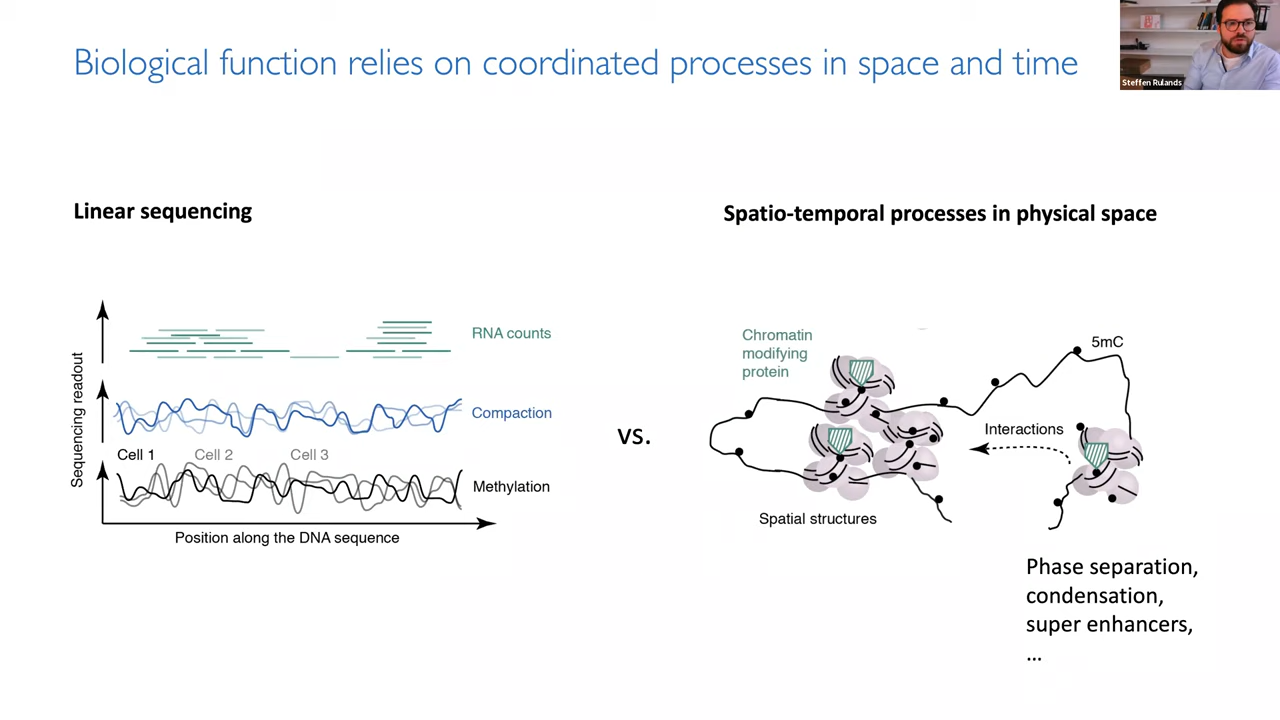 Biological function relies on coordinated processes in space and time
Steffen Rulands
Linear sequencing
Spatio-temporal processes in physical space
Sequencing readout
RNA counts
Compaction
Cell 1
Cell 2
Cell 3
Methylation
Position along the DNA sequence
vs.
Chromatin
modifying
protein
5mC
Interactions
Spatial structures
Phase separation,
condensation,
super enhancers,
...